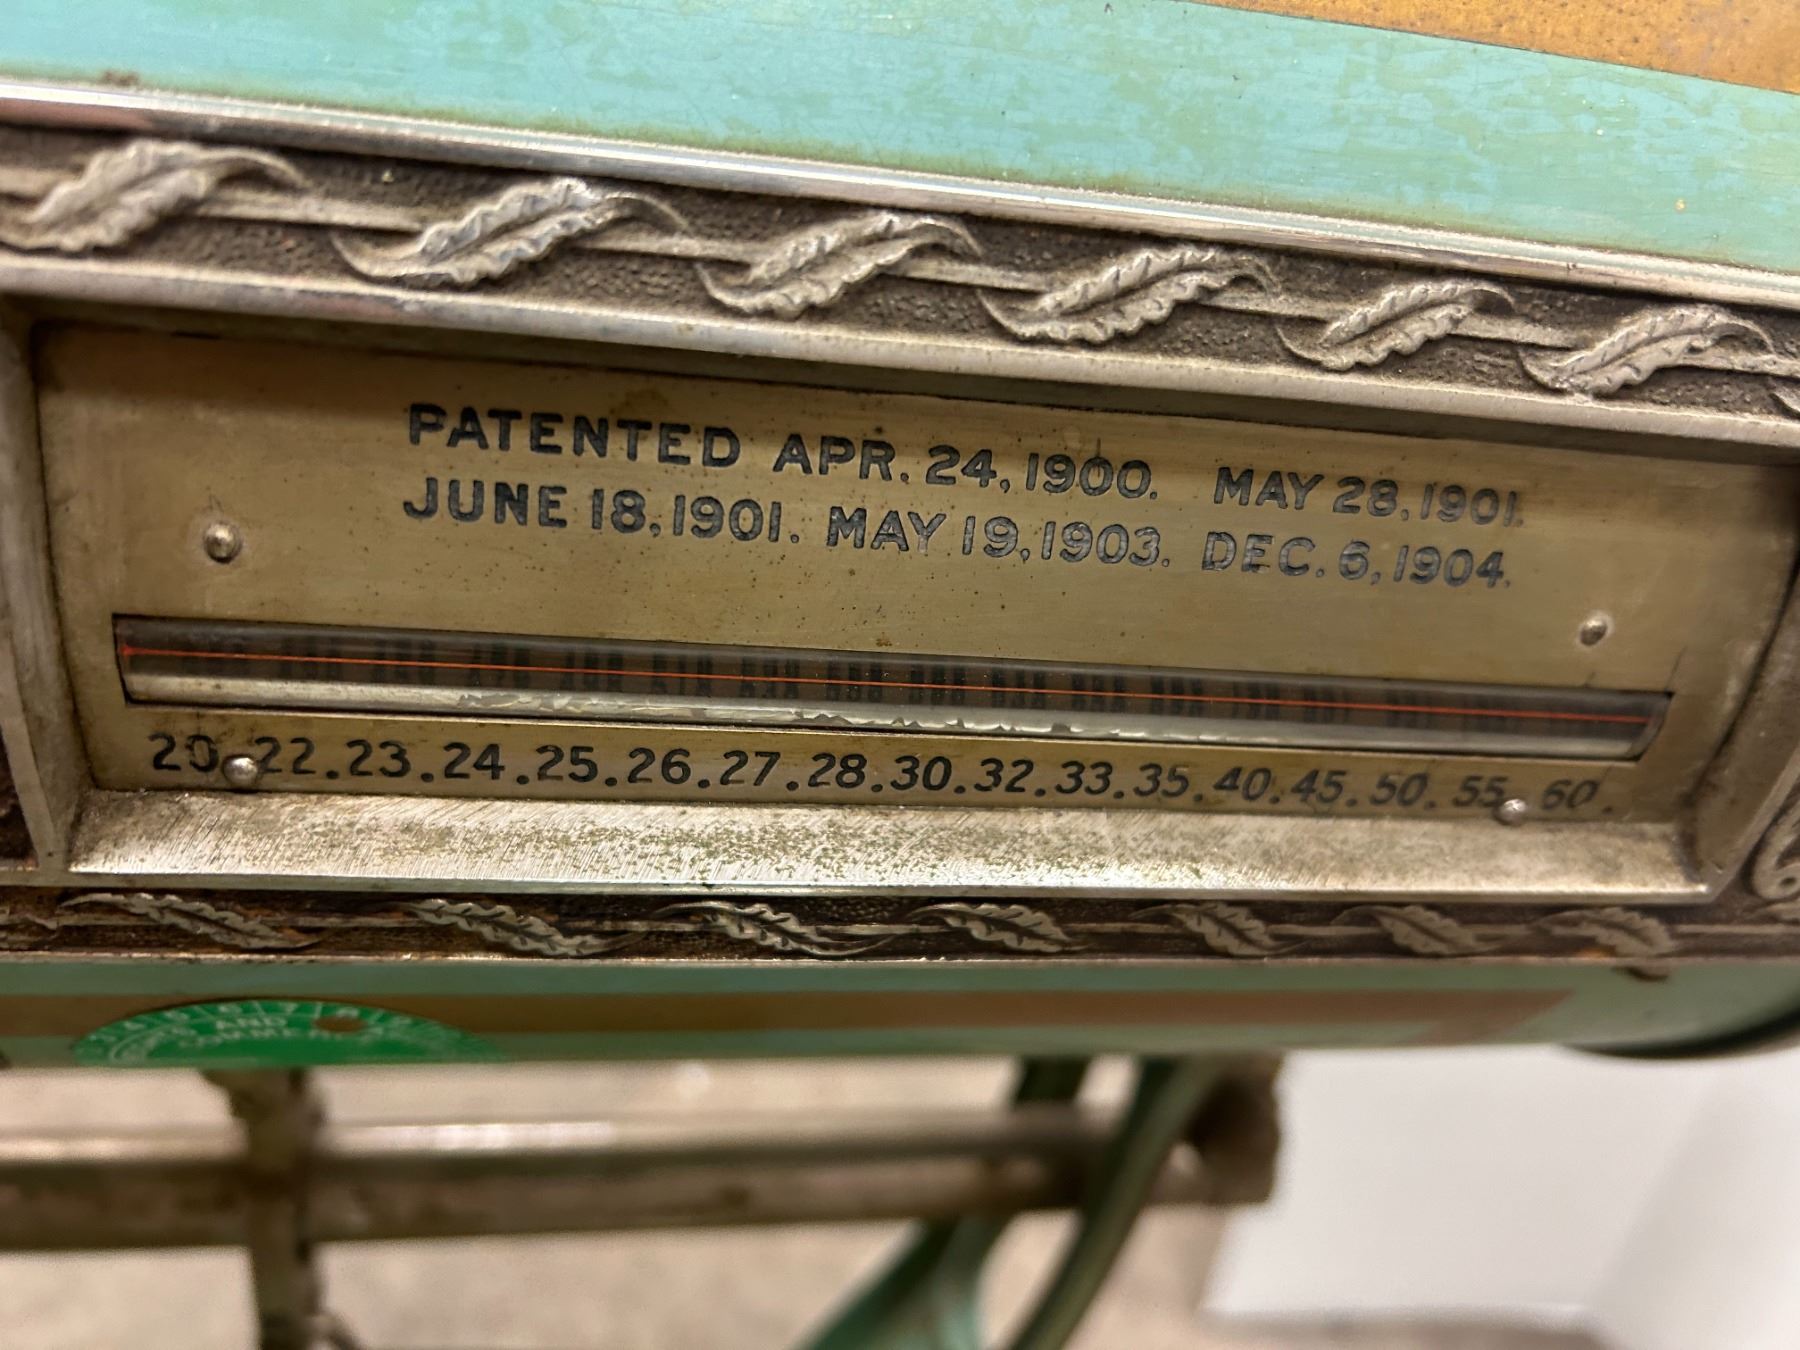 PATENTED APR. 24, 1900. MAY 28, 1901.
JUNE 18, 1901. MAY 19, 1903. DEC. 6, 1904.
20. 22. 23. 24. 25. 26. 27. 28. 30. 32. 33. 35. 40. 45. 50. 55. 60.
AND